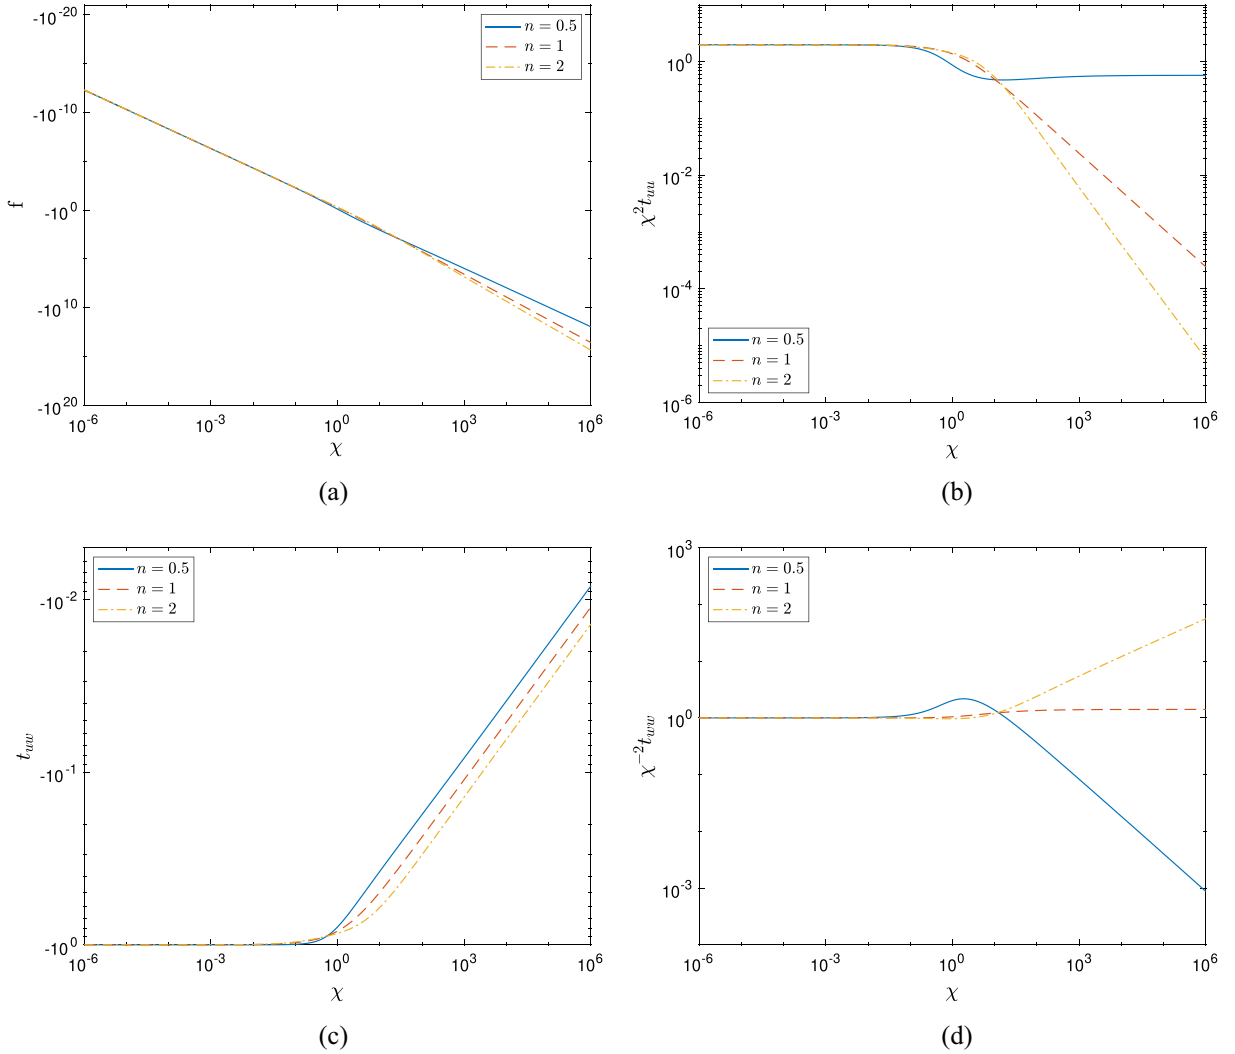 -10^-20
-10^-10
-10^0
-10^10
-10^20
f
n = 0.5
n = 1
n = 2
10^-6
10^-3
10^0
10^3
10^6
χ
(a)
10^0
10^-2
10^-4
10^-6
χ²t_uu
n = 0.5
n = 1
n = 2
10^-6
10^-3
10^0
10^3
10^6
χ
(b)
-10^-2
-10^-1
-10^0
t_uw
n = 0.5
n = 1
n = 2
10^-6
10^-3
10^0
10^3
10^6
χ
(c)
10^3
10^0
10^-3
χ^-2 t_ww
n = 0.5
n = 1
n = 2
10^-6
10^-3
10^0
10^3
10^6
χ
(d)